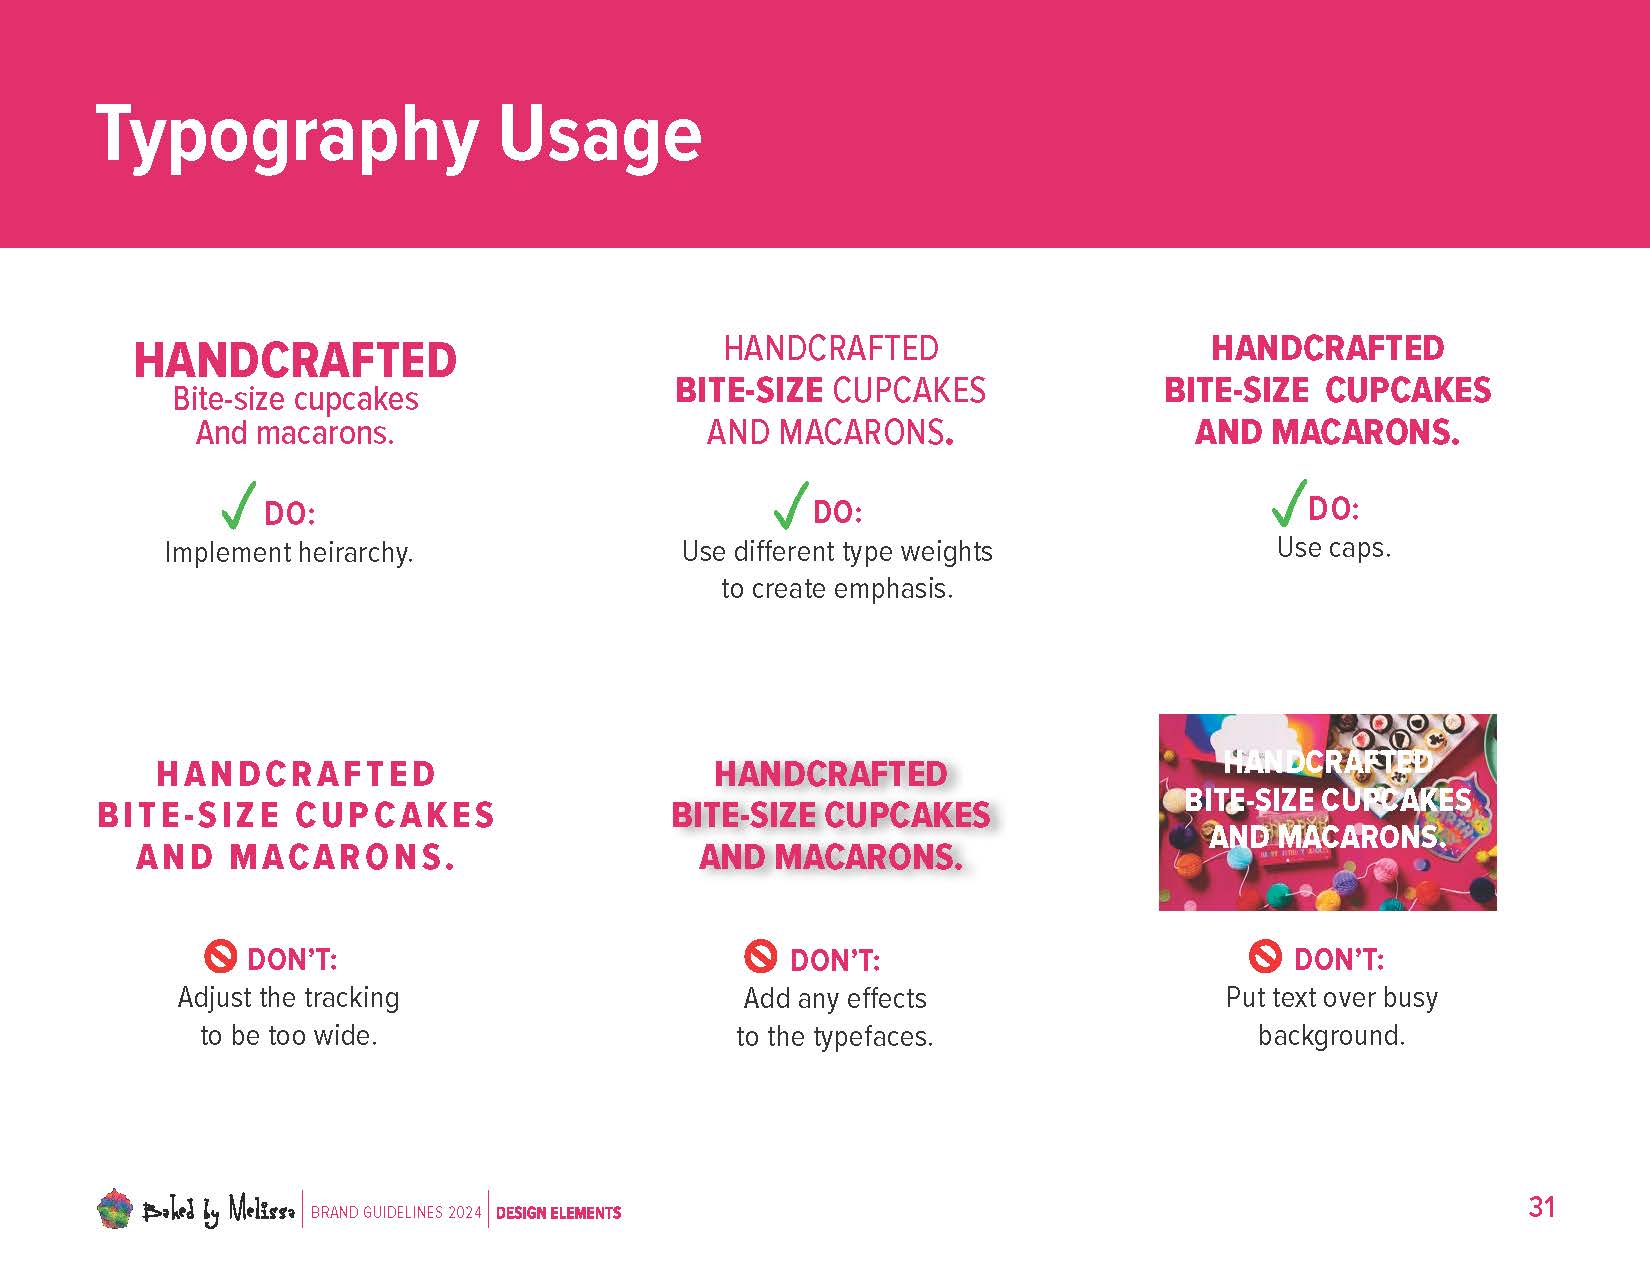 Typography Usage
HANDCRAFTED
Bite-size cupcakes
And macarons.
DO:
Implement heirarchy.
HANDCRAFTED
BITE-SIZE CUPCAKES
AND MACARONS.
DO:
Use different type weights
to create emphasis.
HANDCRAFTED
BITE-SIZE CUPCAKES
AND MACARONS.
DO:
Use caps.
HANDCRAFTED
BITE-SIZE CUPCAKES
AND MACARONS.
DON'T:
Adjust the tracking
to be too wide.
HANDCRAFTED
BITE-SIZE CUPCAKES
AND MACARONS.
DON'T:
Add any effects
to the typefaces.
HANDCRAFTED
BITE-SIZE CUPCAKES
AND MACARONS.
DON'T:
Put text over busy
background.
Baked by Melissa
BRAND GUIDELINES 2024
DESIGN ELEMENTS
31